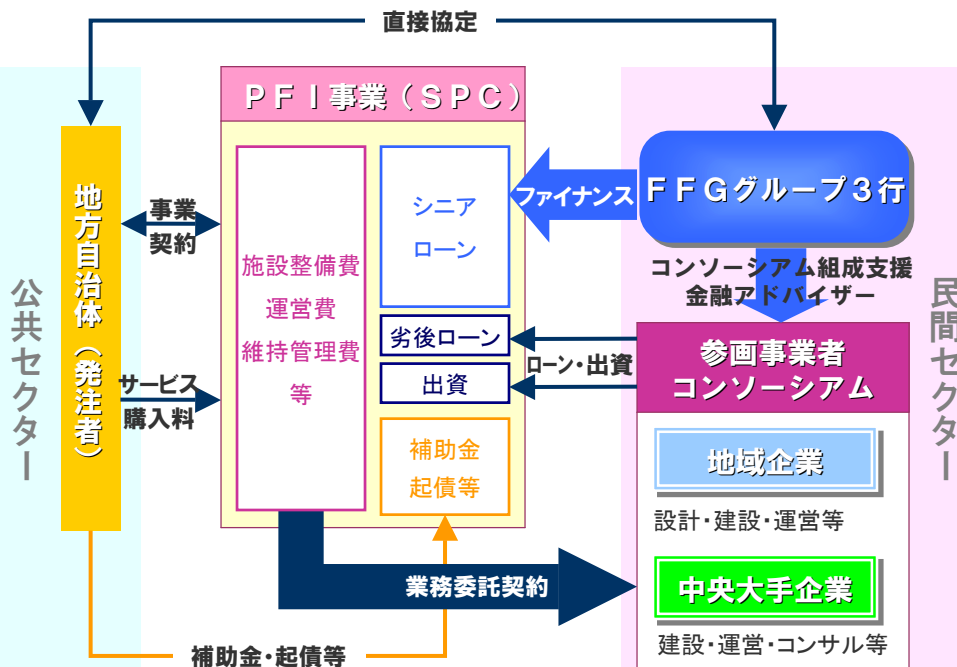 直接協定
公共セクター
地方自治体（発注者）
事業
契約
サービス
購入料
ＰＦＩ事業（ＳＰＣ）
施設整備費
運営費
維持管理費
等
シニア
ローン
劣後ローン
出資
補助金
起債等
ファイナンス
ローン・出資
ＦＦＧグループ３行
コンソーシアム組成支援
金融アドバイザー
参画事業者
コンソーシアム
地域企業
設計・建設・運営等
中央大手企業
建設・運営・コンサル等
民間セクター
業務委託契約
補助金・起債等